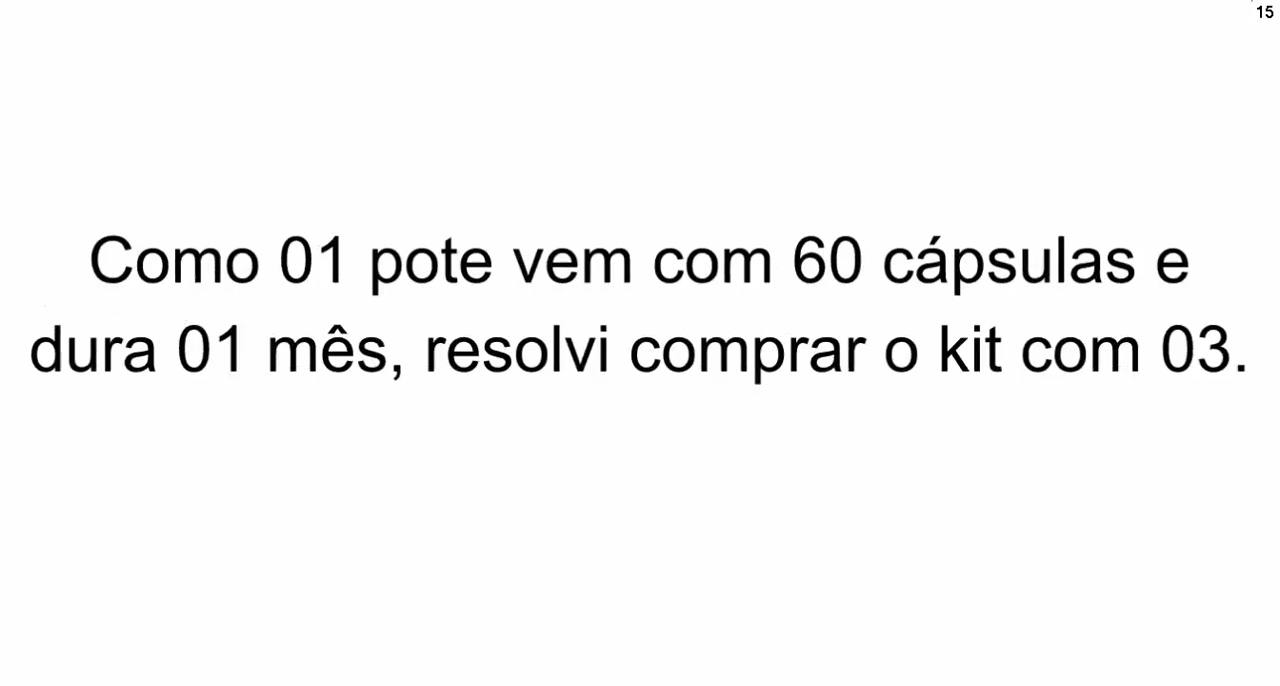 15
Como 01 pote vem com 60 cápsulas e
dura 01 mês, resolvi comprar o kit com 03.